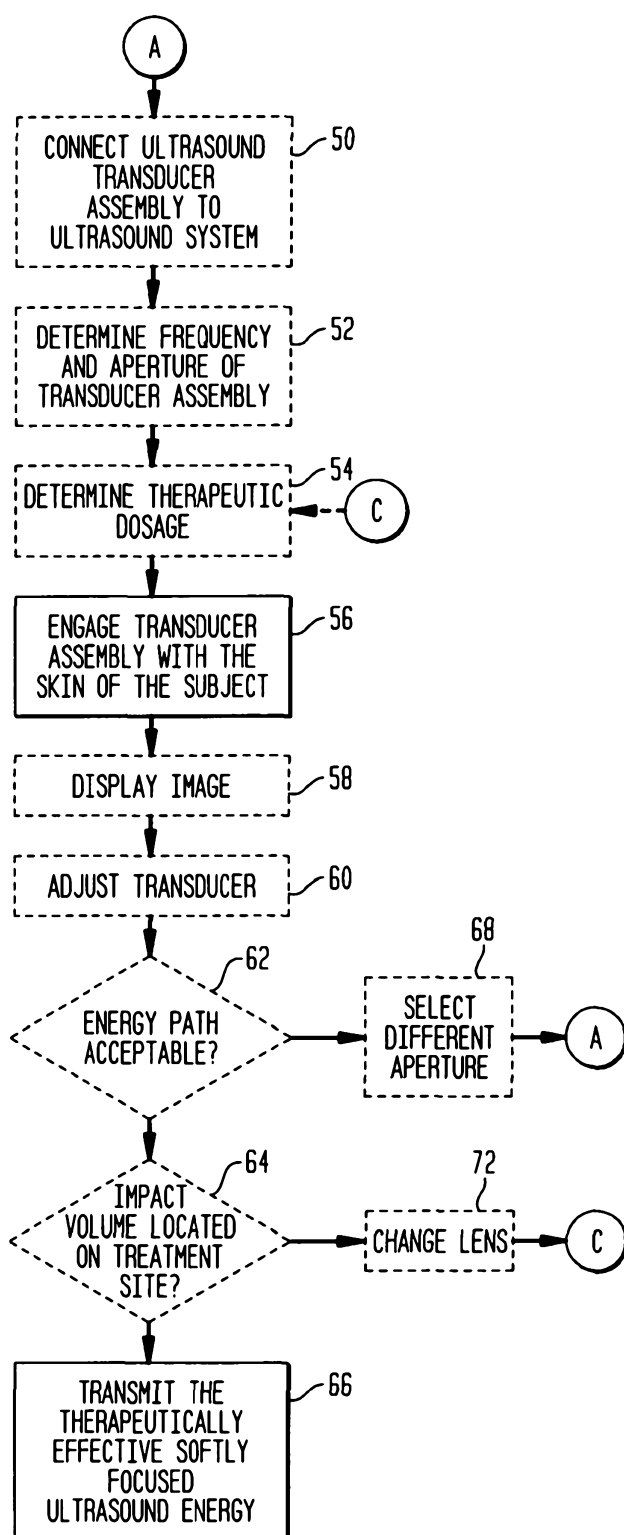 A
CONNECT ULTRASOUND
TRANSDUCER
ASSEMBLY TO
ULTRASOUND SYSTEM
50
DETERMINE FREQUENCY
AND APERTURE OF
TRANSDUCER ASSEMBLY
52
DETERMINE THERAPEUTIC
DOSAGE
54
C
ENGAGE TRANSDUCER
ASSEMBLY WITH THE
SKIN OF THE SUBJECT
56
DISPLAY IMAGE
58
ADJUST TRANSDUCER
60
ENERGY PATH
ACCEPTABLE?
62
SELECT
DIFFERENT
APERTURE
68
A
IMPACT
VOLUME LOCATED
ON TREATMENT
SITE?
64
CHANGE LENS
72
C
TRANSMIT THE
THERAPEUTICALLY
EFFECTIVE SOFTLY
FOCUSED
ULTRASOUND ENERGY
66